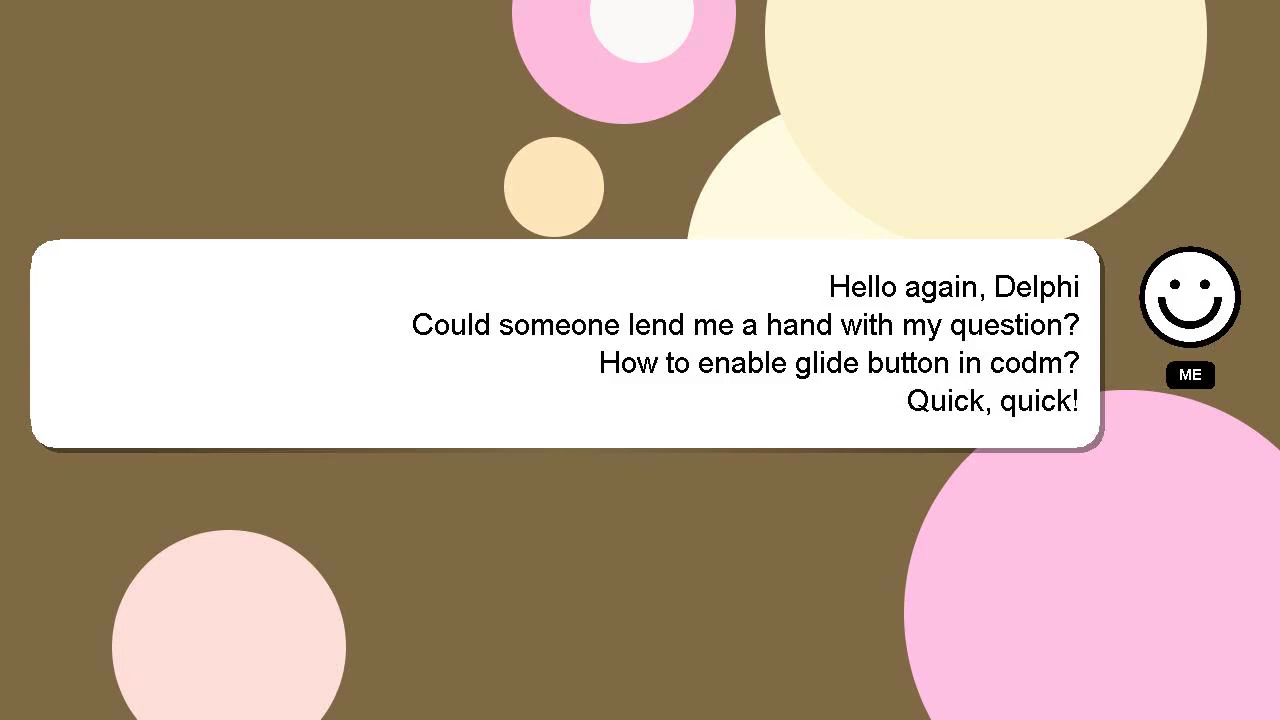 Hello again, Delphi
Could someone lend me a hand with my question?
How to enable glide button in codm?
Quick, quick!
ME